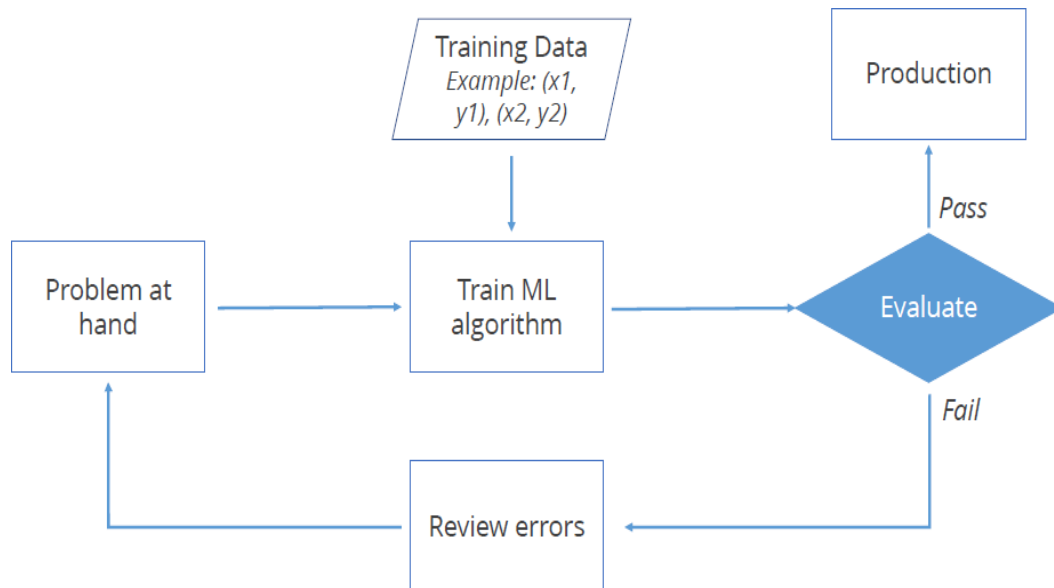 Training Data
Example: (x1,
y1), (x2, y2)
Production
Pass
Problem at
hand
Train ML
algorithm
Evaluate
Fail
Review errors